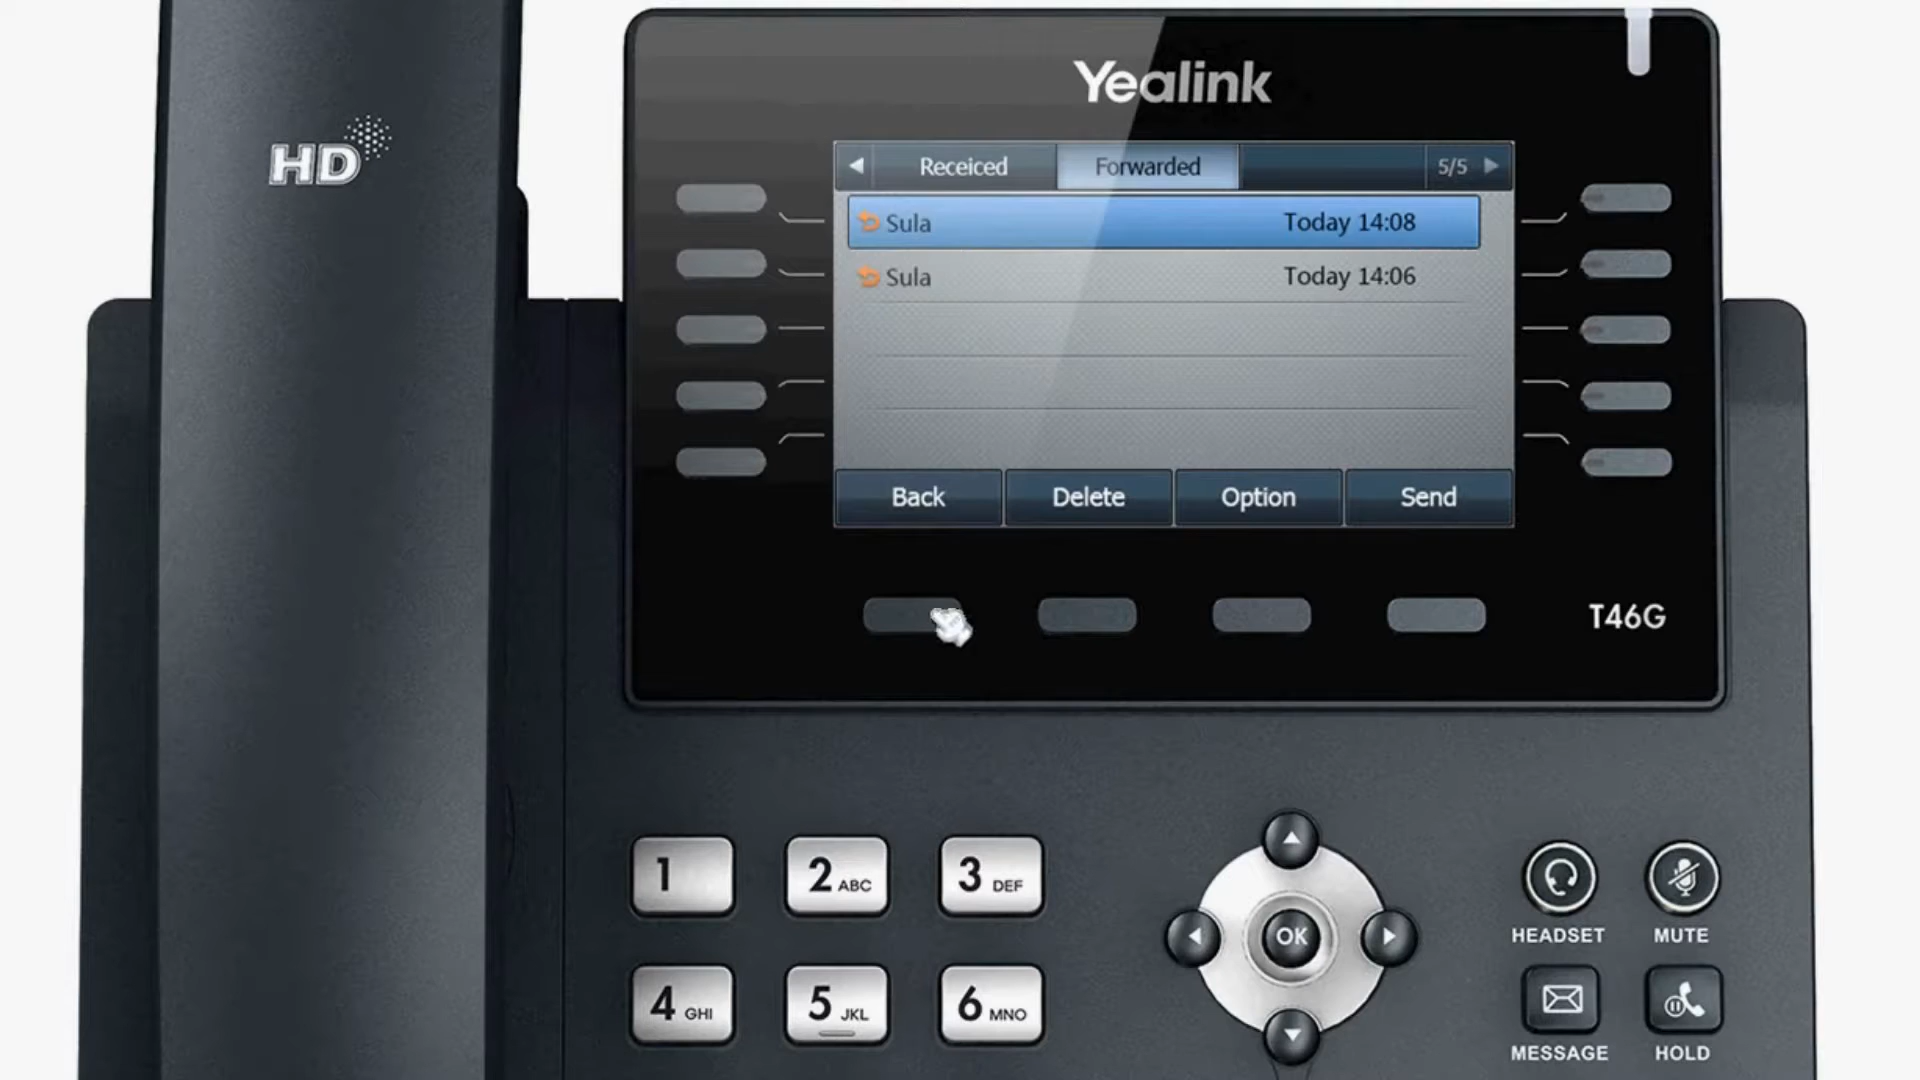 Yealink
HD
Receiced Forwarded 5/5
Sula Today 14:08
Sula Today 14:06
Back Delete Option Send
T46G
1 2 ABC 3 DEF
OK
HEADSET MUTE
4 GHI 5 JKL 6 MNO
MESSAGE HOLD